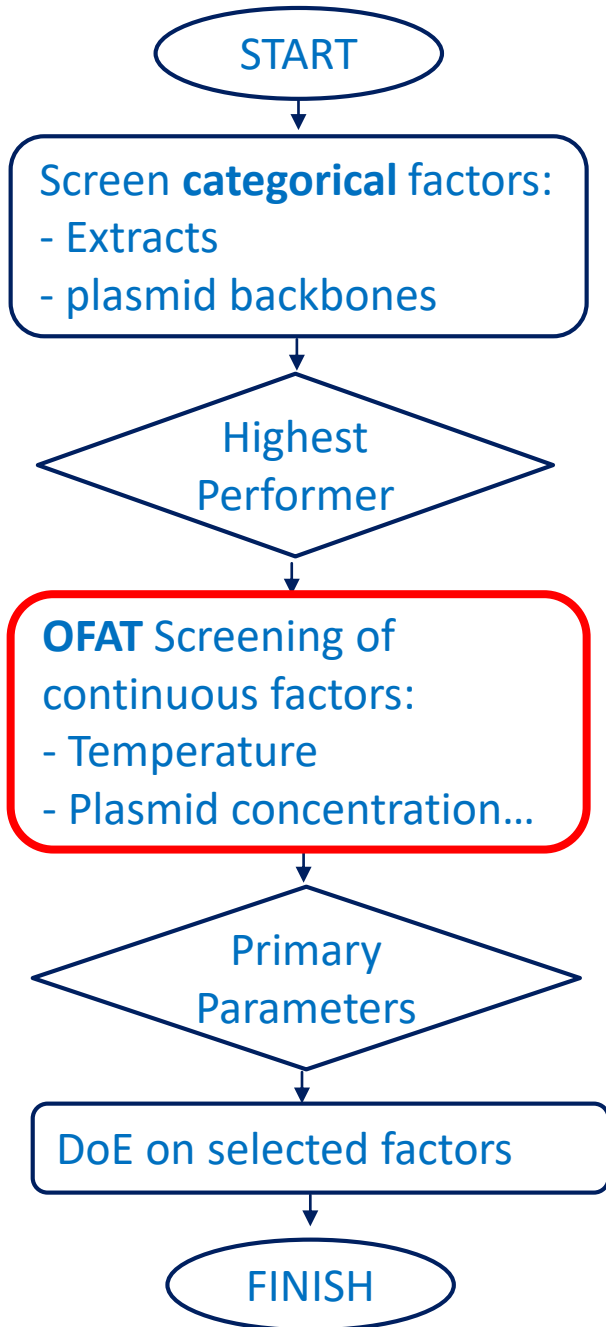 START
Screen categorical factors:
- Extracts
- plasmid backbones
Highest
Performer
OFAT Screening of
continuous factors:
- Temperature
- Plasmid concentration…
Primary
Parameters
DoE on selected factors
FINISH